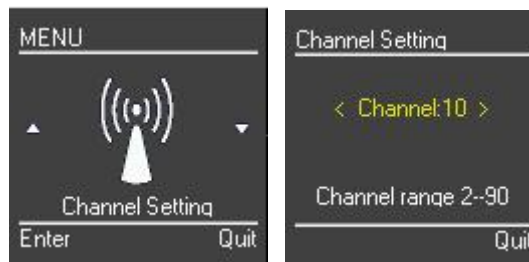 MENU
Channel Setting
Enter Quit
Channel Setting
< Channel:10 >
Channel range 2--90
Quit